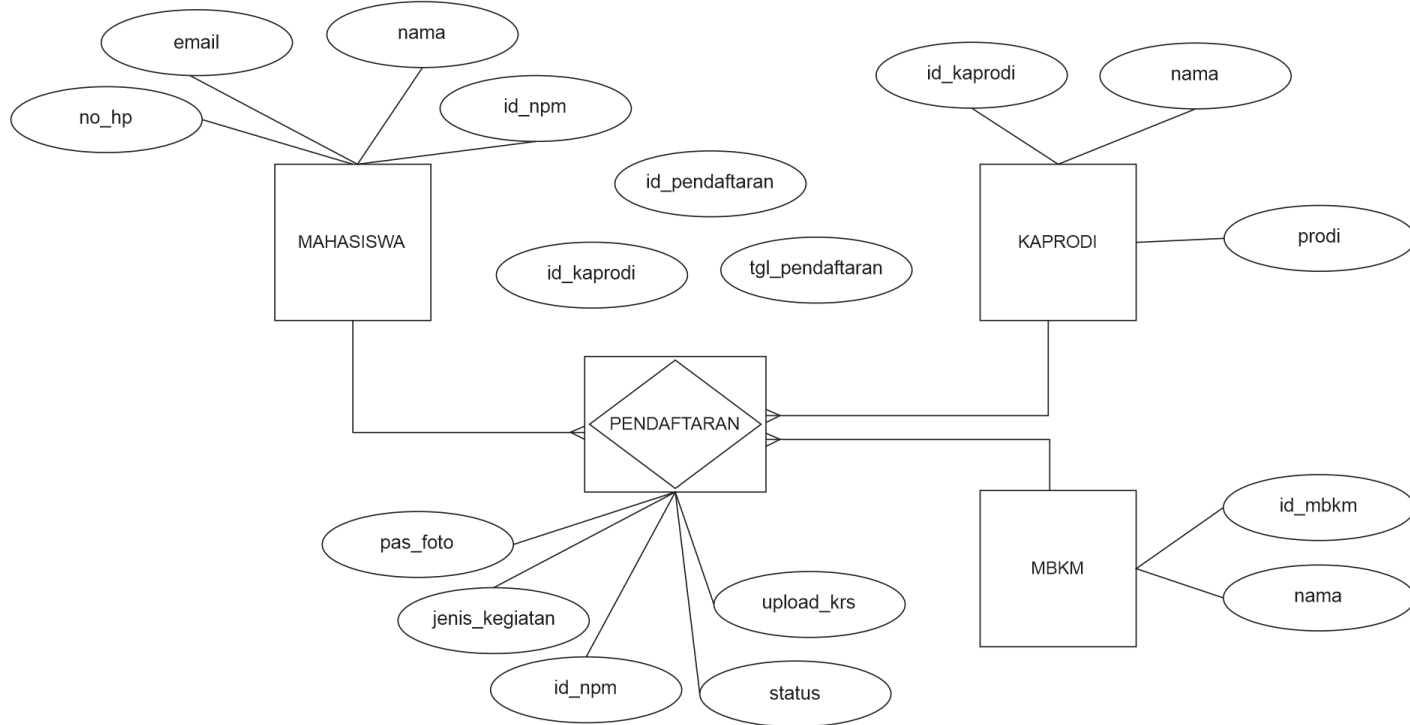 email
nama
no_hp
id_npm
MAHASISWA
id_pendaftaran
id_kaprodi
tgl_pendaftaran
id_kaprodi
nama
KAPRODI
prodi
PENDAFTARAN
pas_foto
jenis_kegiatan
id_npm
status
upload_krs
MBKM
id_mbkm
nama